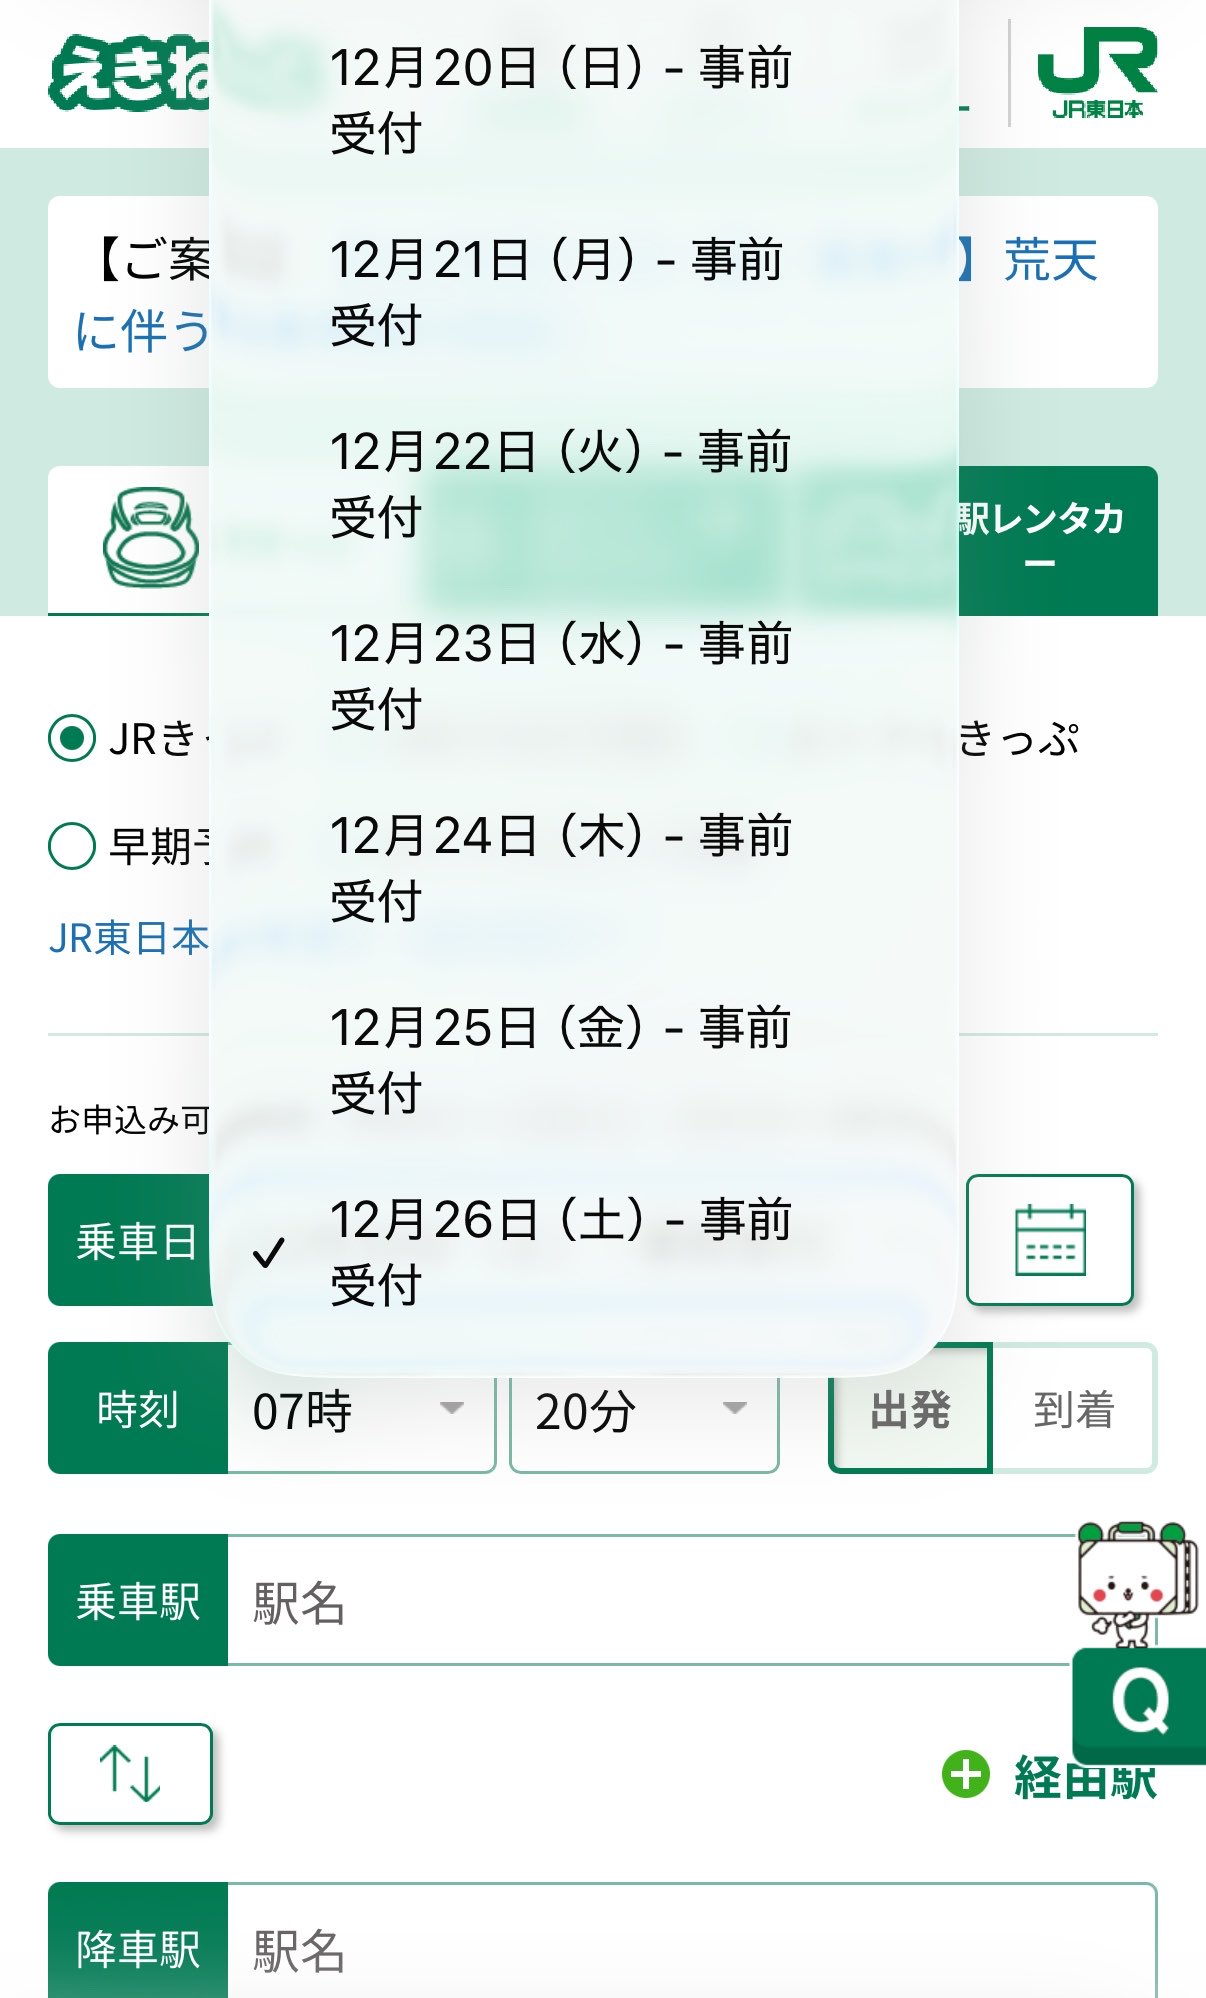 えきね
JR
JR東日本
12月20日（日）- 事前
受付
【ご案
12月21日（月）- 事前
】荒天
に伴う
受付
12月22日（火）- 事前
受付
駅レンタカ
ー
12月23日（水）- 事前
受付
JRき
きっぷ
12月24日（木）- 事前
早期
受付
JR東日本
12月25日（金）- 事前
受付
お申込み可
12月26日（土）- 事前
受付
乗車日
時刻
07時
20分
出発
到着
乗車駅
駅名
Q
経由駅
降車駅
駅名